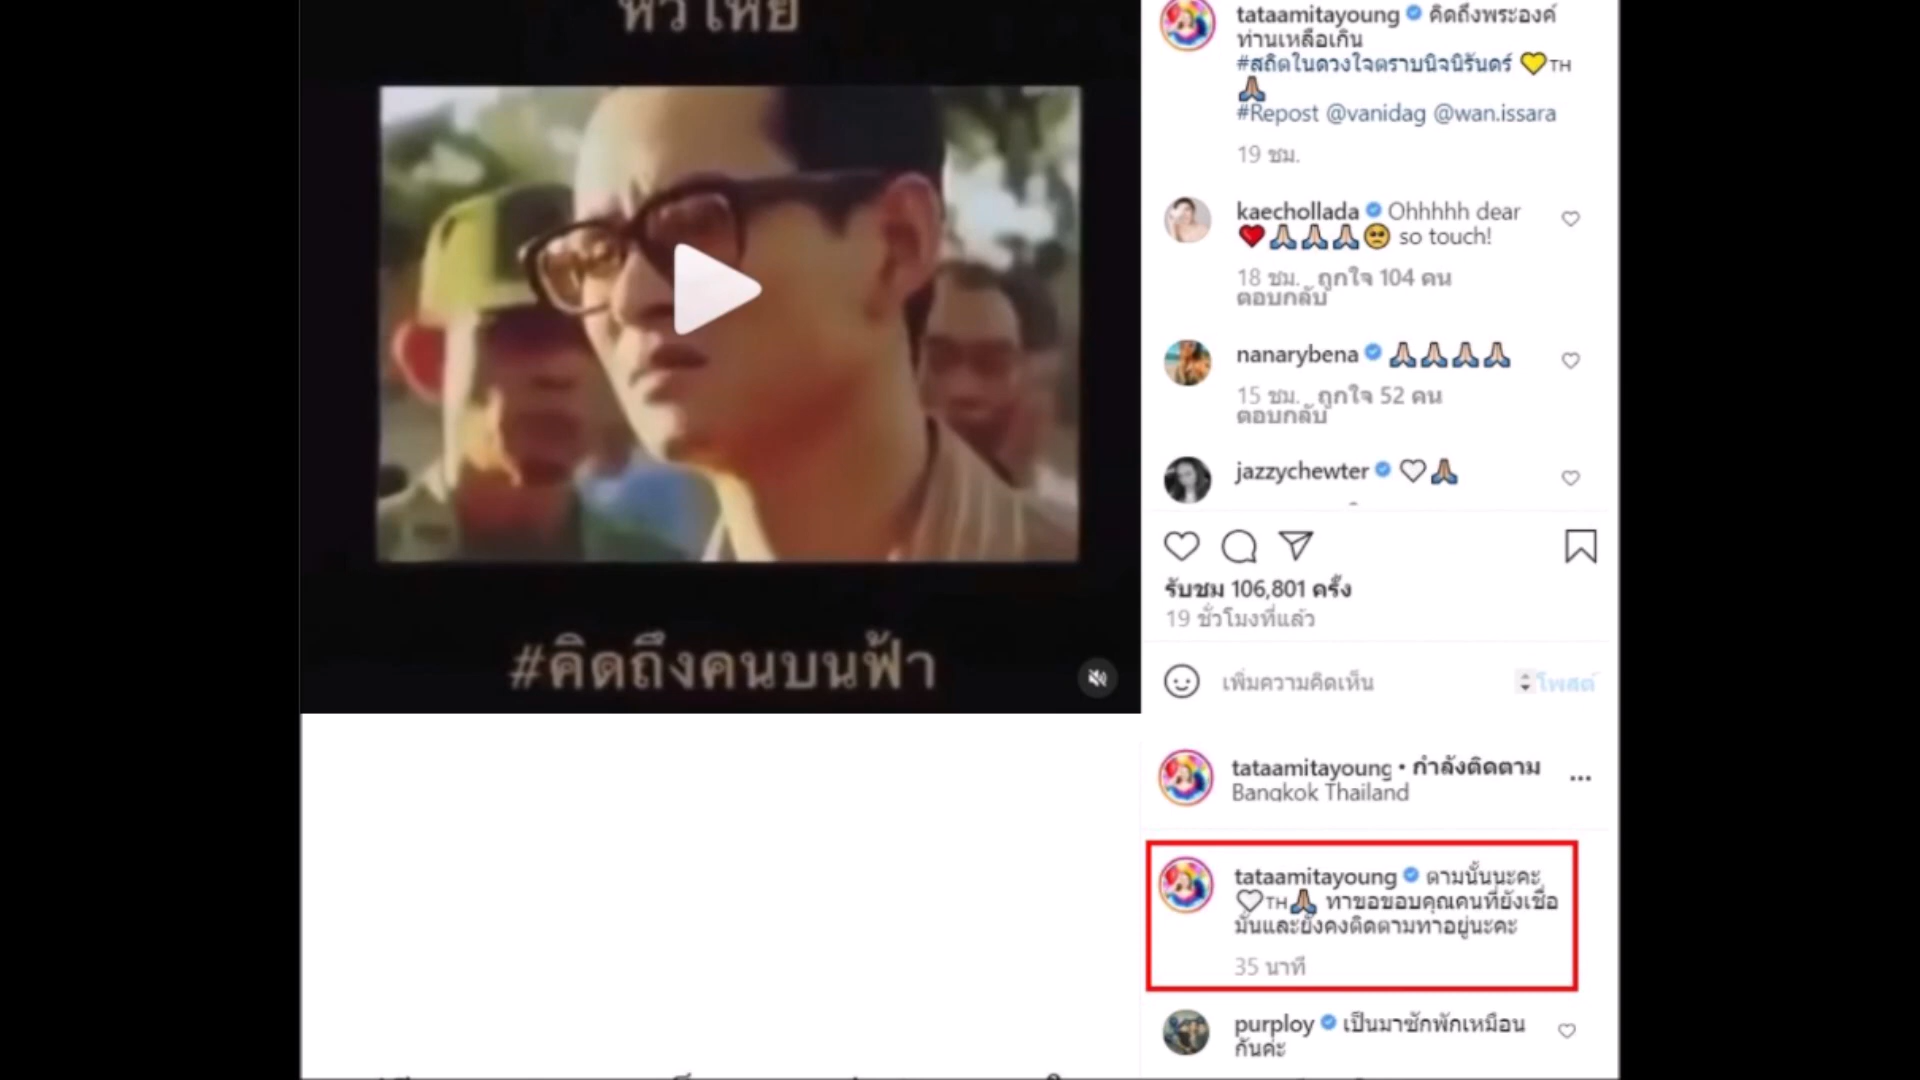 #คิดถึงคนบนฟ้า
tataamitayoung คิดถึงพระองค์
ท่านเหลือเกิน
#สถิตในดวงใจตราบนิจนิรันดร์ 💛TH
🙏🏽
#Repost @vanidag @wan.issara
19 ชม.
kaechollada Ohhhhh dear
❤️🙏🏻🙏🏻🙏🏻🥺 so touch!
18 ชม. ถูกใจ 104 คน
ตอบกลับ
nanarybena 🙏🏻🙏🏻🙏🏻🙏🏻
15 ชม. ถูกใจ 52 คน
ตอบกลับ
jazzychewter 🤍🙏🏽
รับชม 106,801 ครั้ง
19 ชั่วโมงที่แล้ว
เพิ่มความคิดเห็น
โพสต์
tataamitayoung • กำลังติดตาม
Bangkok Thailand
tataamitayoung ตามนั้นนะคะ
🤍TH🙏🏽 ทาขอขอบคุณคนที่ยังเชื่อ
มั่นและยังคงติดตามทาอยู่นะคะ
35 นาที
purploy เป็นมาซักพักเหมือน
กันค่ะ